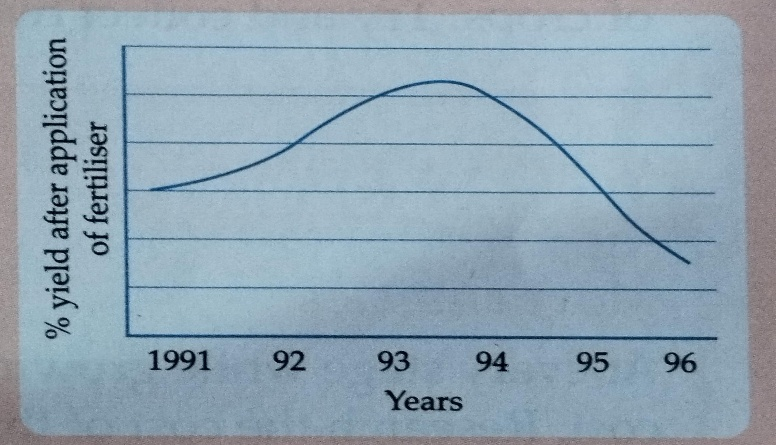 % yield after application
of fertiliser
1991 92 93 94 95 96
Years